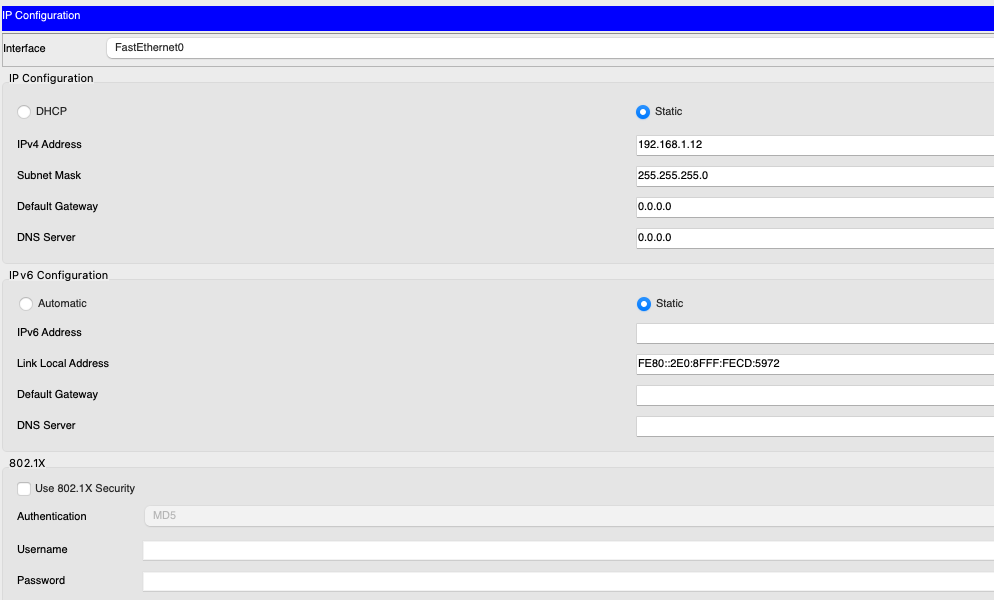 IP Configuration
Interface FastEthernet0
IP Configuration
DHCP Static
IPv4 Address 192.168.1.12
Subnet Mask 255.255.255.0
Default Gateway 0.0.0.0
DNS Server 0.0.0.0
IPv6 Configuration
Automatic Static
IPv6 Address
Link Local Address FE80::2E0:8FFF:FECD:5972
Default Gateway
DNS Server
802.1X
Use 802.1X Security
Authentication MD5
Username
Password